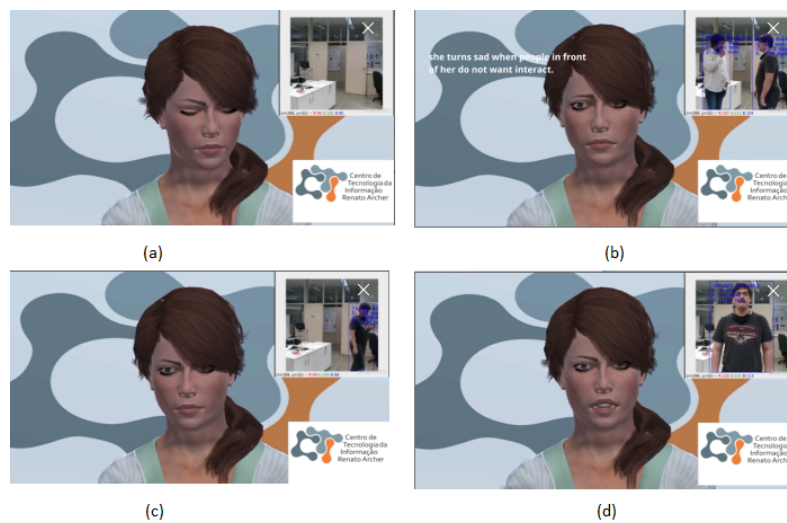 Centro de
Tecnologia da
Informação
Renato Archer
(a)
she turns sad when people in front
of her do not want interact.
Centro de
Tecnologia da
Informação
Renato Archer
(b)
Centro de
Tecnologia da
Informação
Renato Archer
(c)
Centro de
Tecnologia da
Informação
Renato Archer
(d)